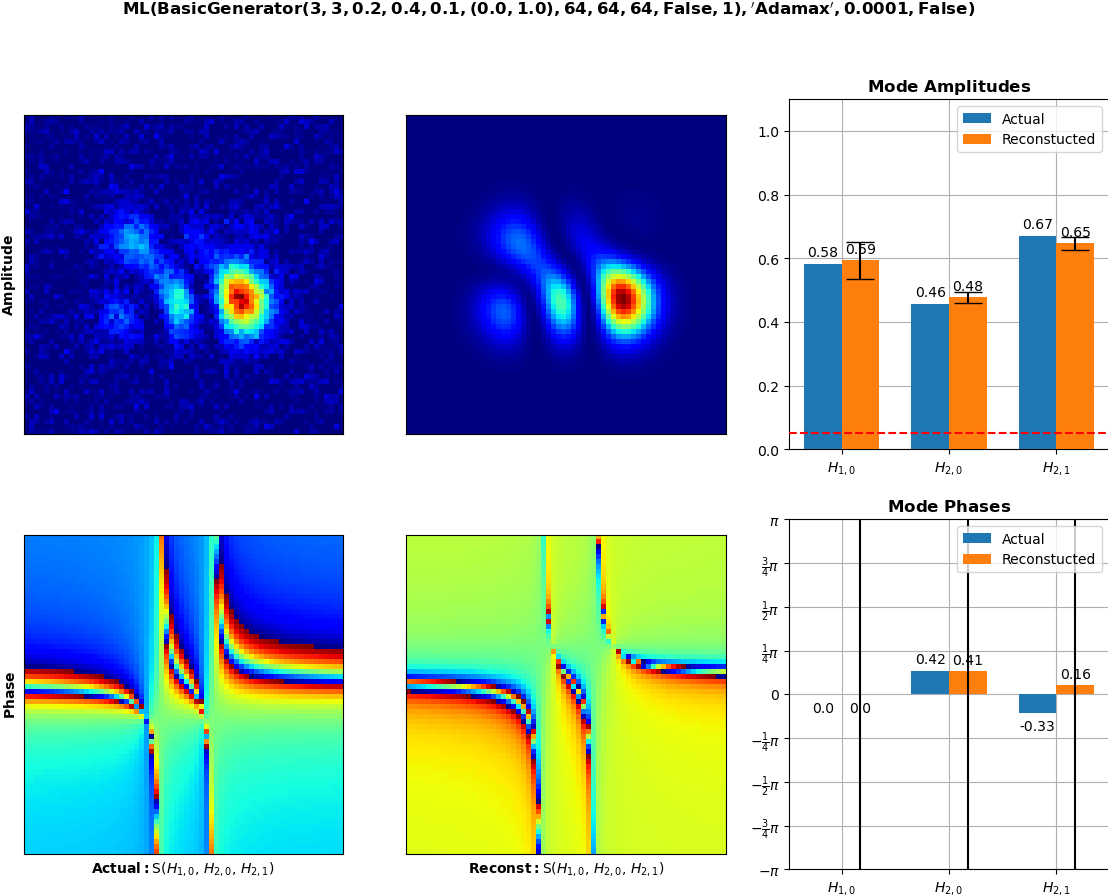 ML(BasicGenerator(3, 3, 0.2, 0.4, 0.1, (0.0, 1.0), 64, 64, 64, False, 1), 'Adamax', 0.0001, False)
Amplitude
Mode Amplitudes
Actual
Reconstucted
1.0
0.8
0.6
0.4
0.2
0.0
0.58 0.59
0.46 0.48
0.67 0.65
H1,0 H2,0 H2,1
Phase
Actual: S(H1,0, H2,0, H2,1)
Reconst: S(H1,0, H2,0, H2,1)
Mode Phases
Actual
Reconstucted
π
3/4π
1/2π
1/4π
0
−1/4π
−1/2π
−3/4π
−π
0.0 0.0
0.42 0.41
-0.33 0.16
H1,0 H2,0 H2,1